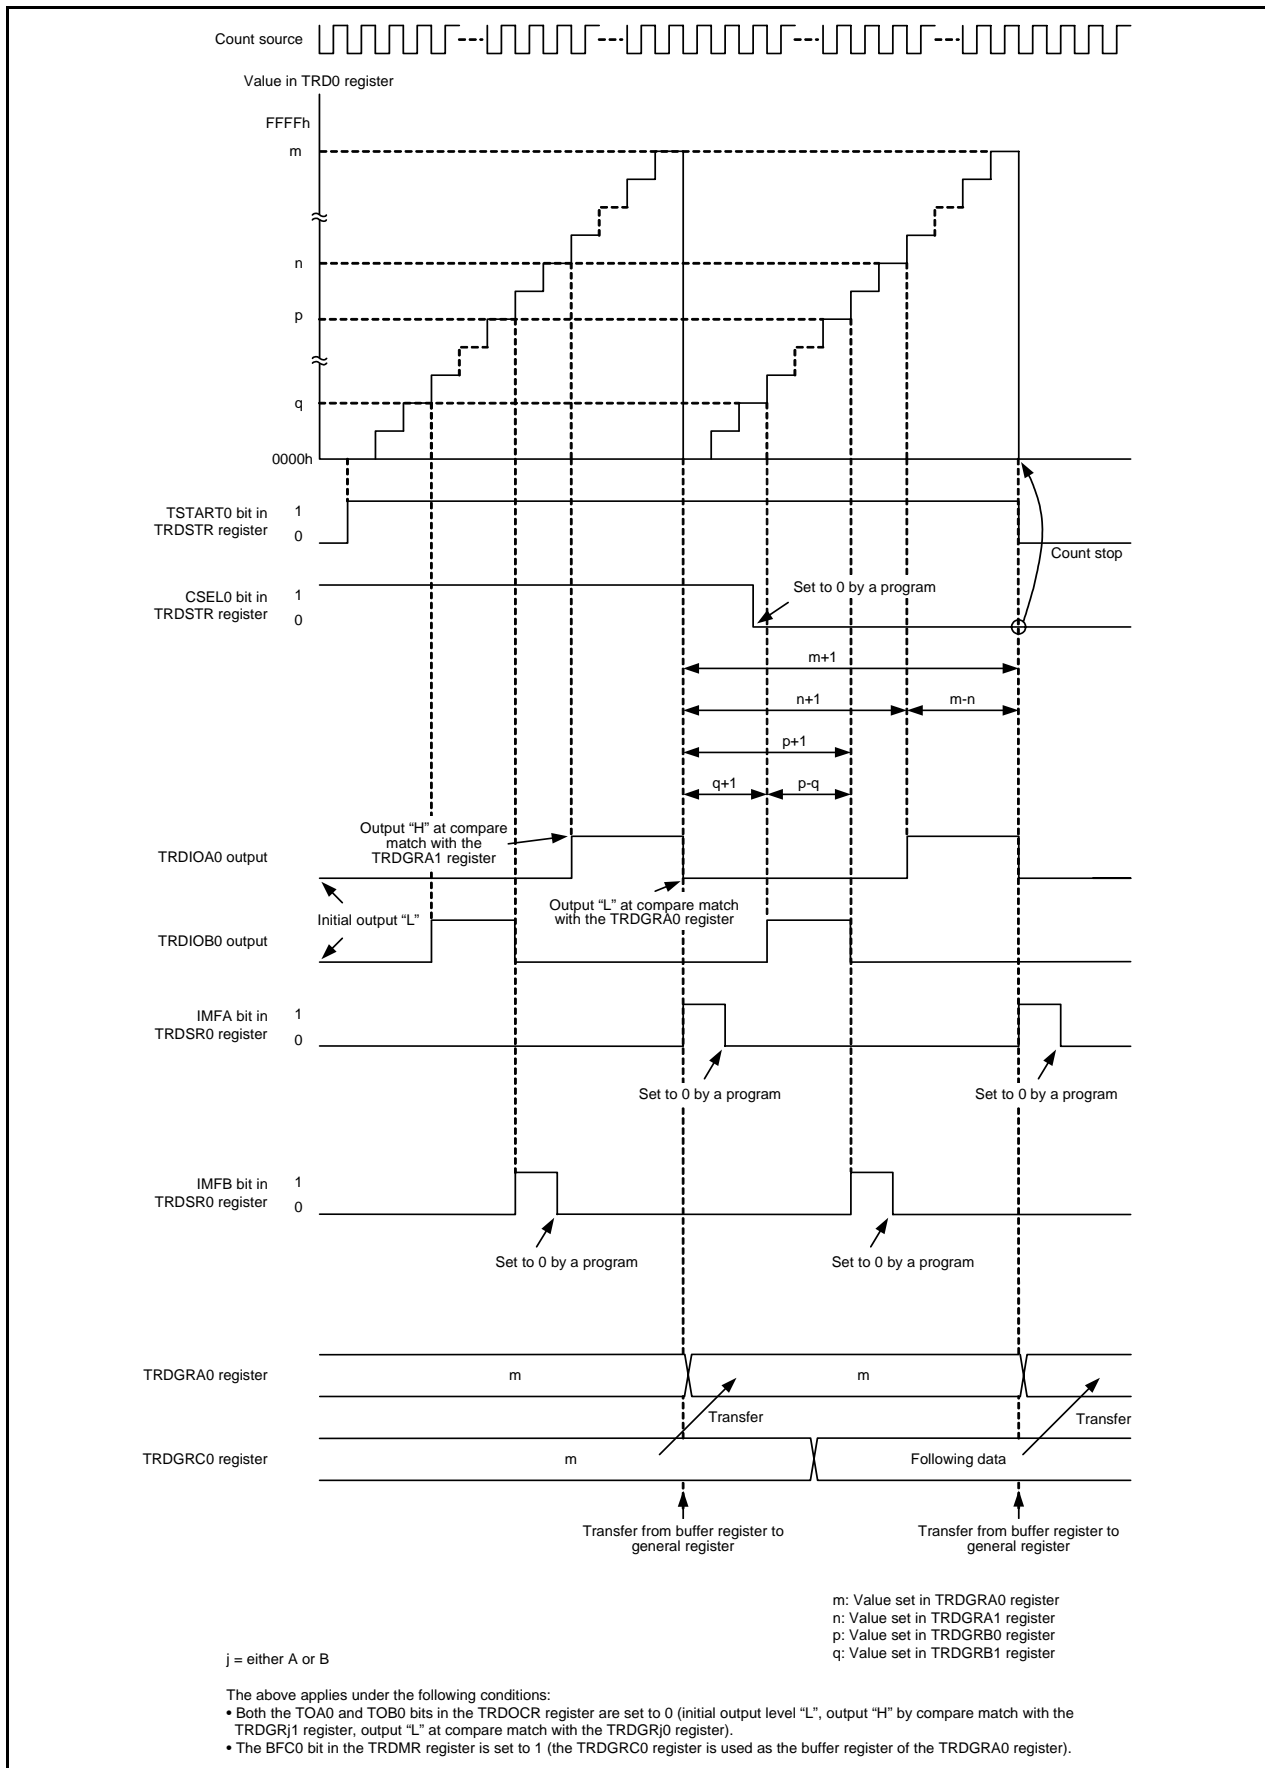 Count source
Value in TRD0 register
FFFFh
m
n
p
q
0000h
TSTART0 bit in
TRDSTR register
1
0
Count stop
CSEL0 bit in
TRDSTR register
1
0
Set to 0 by a program
m+1
n+1
m-n
p+1
q+1
p-q
Output “H” at compare
match with the
TRDGRA1 register
TRDIOA0 output
Output “L” at compare match
with the TRDGRA0 register
Initial output “L”
TRDIOB0 output
IMFA bit in
TRDSR0 register
1
0
Set to 0 by a program
Set to 0 by a program
IMFB bit in
TRDSR0 register
1
0
Set to 0 by a program
Set to 0 by a program
TRDGRA0 register
m
m
Transfer
Transfer
TRDGRC0 register
m
Following data
Transfer from buffer register to
general register
Transfer from buffer register to
general register
m: Value set in TRDGRA0 register
n: Value set in TRDGRA1 register
p: Value set in TRDGRB0 register
q: Value set in TRDGRB1 register
j = either A or B
The above applies under the following conditions:
• Both the TOA0 and TOB0 bits in the TRDOCR register are set to 0 (initial output level “L”, output “H” by compare match with the
TRDGRj1 register, output “L” at compare match with the TRDGRj0 register).
• The BFC0 bit in the TRDMR register is set to 1 (the TRDGRC0 register is used as the buffer register of the TRDGRA0 register).